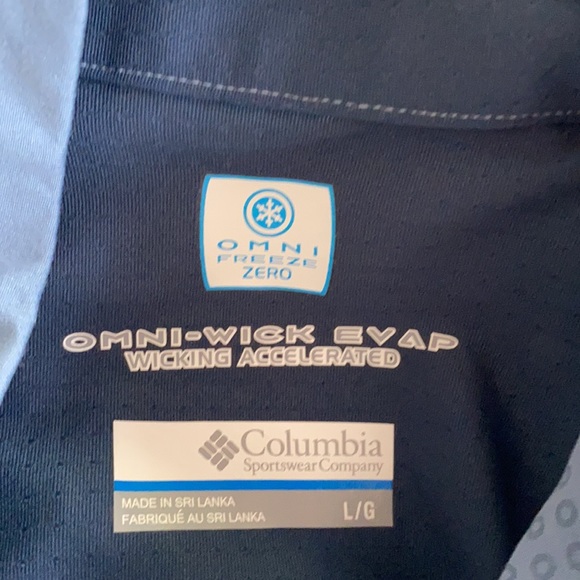 OMNI
FREEZE
ZERO
OMNI-WICK EVAP
WICKING ACCELERATED
Columbia
Sportswear Company
MADE IN SRI LANKA
FABRIQUÉ AU SRI LANKA
L/G